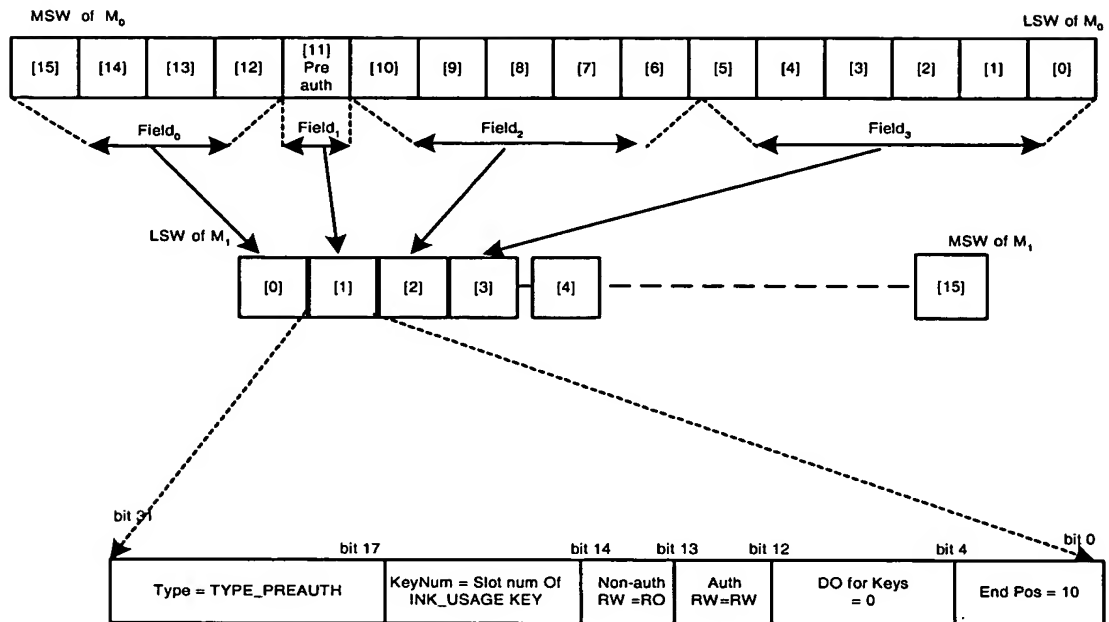 MSW of M0
LSW of M0
[15] [14] [13] [12] [11] Pre auth [10] [9] [8] [7] [6] [5] [4] [3] [2] [1] [0]
Field0 Field1 Field2 Field3
LSW of M1
MSW of M1
[0] [1] [2] [3] [4] [15]
bit 31 bit 17 bit 14 bit 13 bit 12 bit 4 bit 0
Type = TYPE_PREAUTH
KeyNum = Slot num Of
INK_USAGE KEY
Non-auth
RW =RO
Auth
RW=RW
DO for Keys
= 0
End Pos = 10